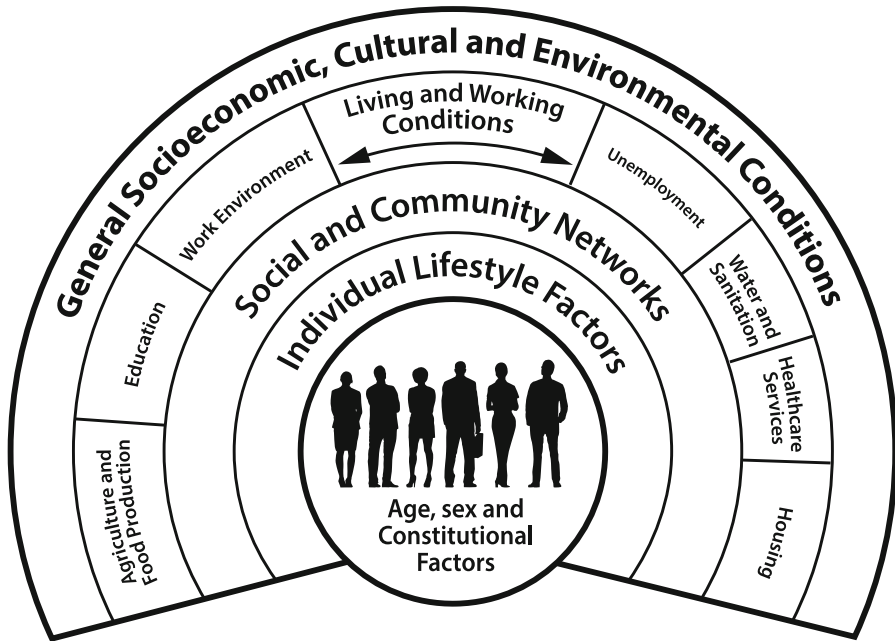 General Socioeconomic, Cultural and Environmental Conditions
Living and Working
Conditions
Agriculture and
Food Production
Education
Work Environment
Unemployment
Water and
Sanitation
Healthcare
Services
Housing
Social and Community Networks
Individual Lifestyle Factors
Age, sex and
Constitutional
Factors